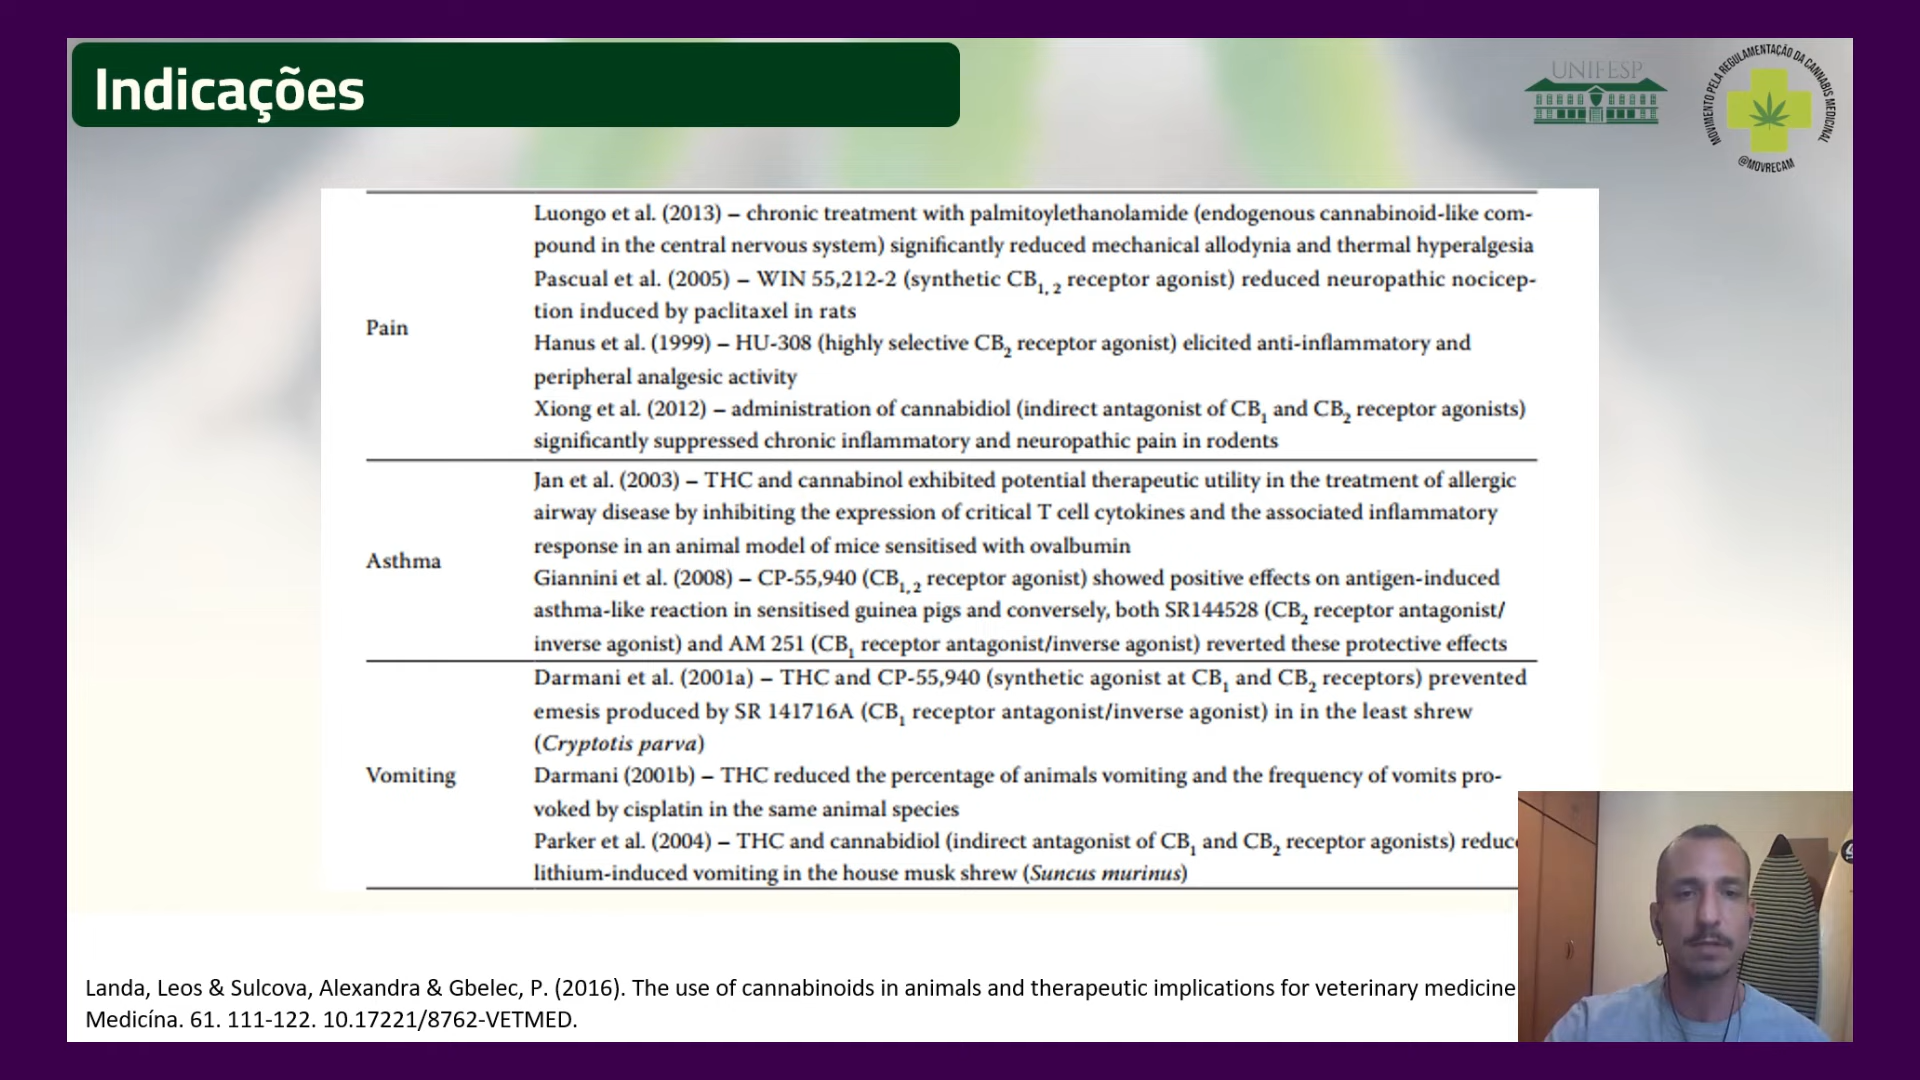 Indicações
UNIFESP
MOVIMENTO PELA REGULAMENTAÇÃO DA CANNABIS MEDICINAL
@MOVRECAM
Luongo et al. (2013) – chronic treatment with palmitoylethanolamide (endogenous cannabinoid-like com-
pound in the central nervous system) significantly reduced mechanical allodynia and thermal hyperalgesia
Pascual et al. (2005) – WIN 55,212-2 (synthetic CB1, 2 receptor agonist) reduced neuropathic nocicep-
tion induced by paclitaxel in rats
Pain
Hanus et al. (1999) – HU-308 (highly selective CB2 receptor agonist) elicited anti-inflammatory and
peripheral analgesic activity
Xiong et al. (2012) – administration of cannabidiol (indirect antagonist of CB1 and CB2 receptor agonists)
significantly suppressed chronic inflammatory and neuropathic pain in rodents
Jan et al. (2003) – THC and cannabinol exhibited potential therapeutic utility in the treatment of allergic
airway disease by inhibiting the expression of critical T cell cytokines and the associated inflammatory
response in an animal model of mice sensitised with ovalbumin
Asthma
Giannini et al. (2008) – CP-55,940 (CB1, 2 receptor agonist) showed positive effects on antigen-induced
asthma-like reaction in sensitised guinea pigs and conversely, both SR144528 (CB2 receptor antagonist/
inverse agonist) and AM 251 (CB1 receptor antagonist/inverse agonist) reverted these protective effects
Darmani et al. (2001a) – THC and CP-55,940 (synthetic agonist at CB1 and CB2 receptors) prevented
emesis produced by SR 141716A (CB1 receptor antagonist/inverse agonist) in in the least shrew
(Cryptotis parva)
Vomiting
Darmani (2001b) – THC reduced the percentage of animals vomiting and the frequency of vomits pro-
voked by cisplatin in the same animal species
Parker et al. (2004) – THC and cannabidiol (indirect antagonist of CB1 and CB2 receptor agonists)
lithium-induced vomiting in the house musk shrew (Suncus murinus)
Landa, Leos & Sulcova, Alexandra & Gbelec, P. (2016). The use of cannabinoids in animals and therapeutic implications for veterinary medicine
Medicína. 61. 111-122. 10.17221/8762-VETMED.